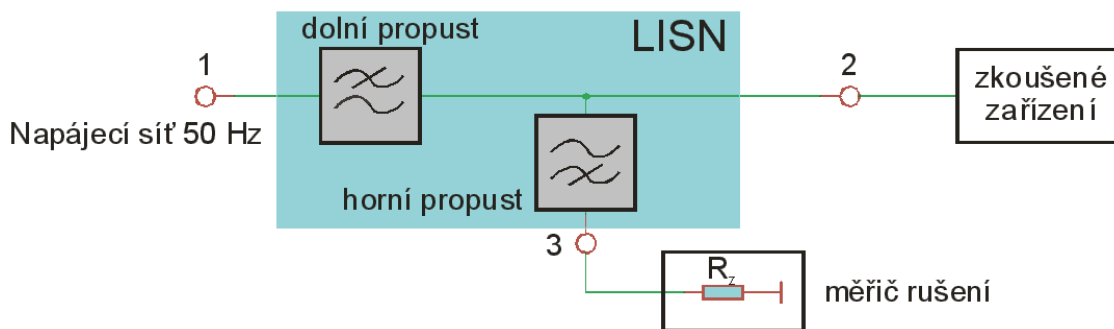 dolní propust
LISN
1
2
zkoušené
zařízení
Napájecí síť 50 Hz
horní propust
3
Rz
měřič rušení